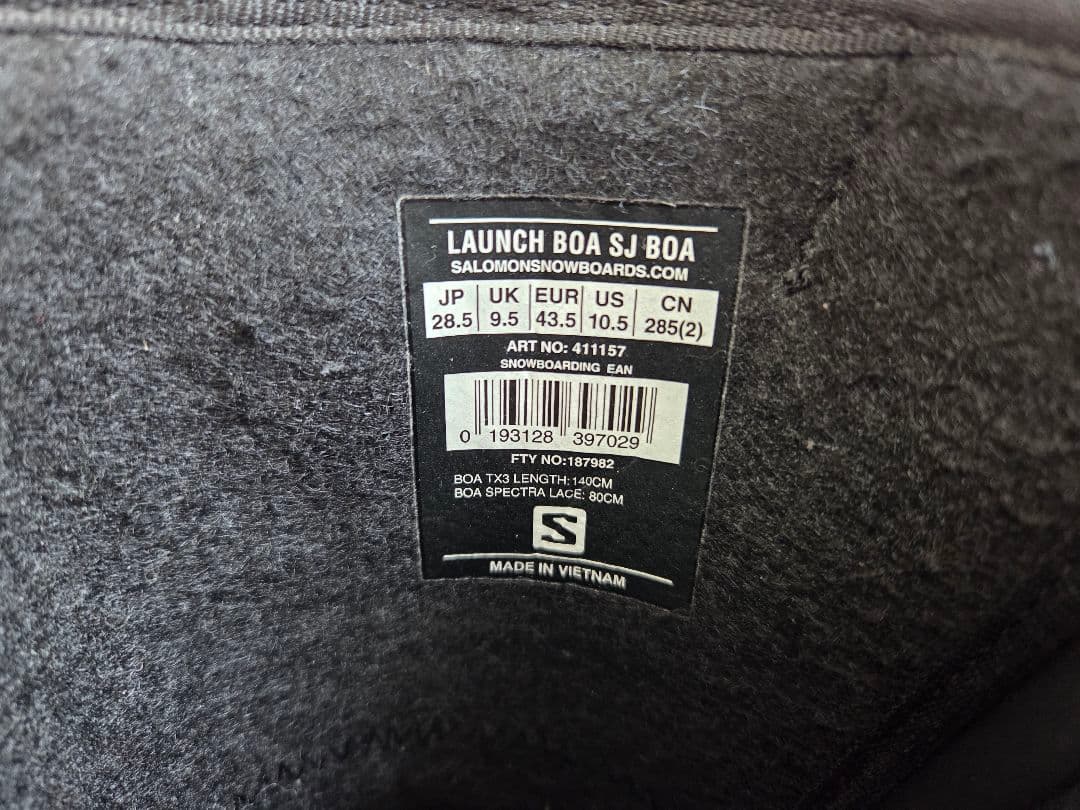 LAUNCH BOA SJ BOA
SALOMONSNOWBOARDS.COM
JP UK EUR US CN
28.5 9.5 43.5 10.5 285(2)
ART NO: 411157
SNOWBOARDING EAN
0 193128 397029
FTY NO:187982
BOA TX3 LENGTH: 140CM
BOA SPECTRA LACE: 80CM
S
MADE IN VIETNAM